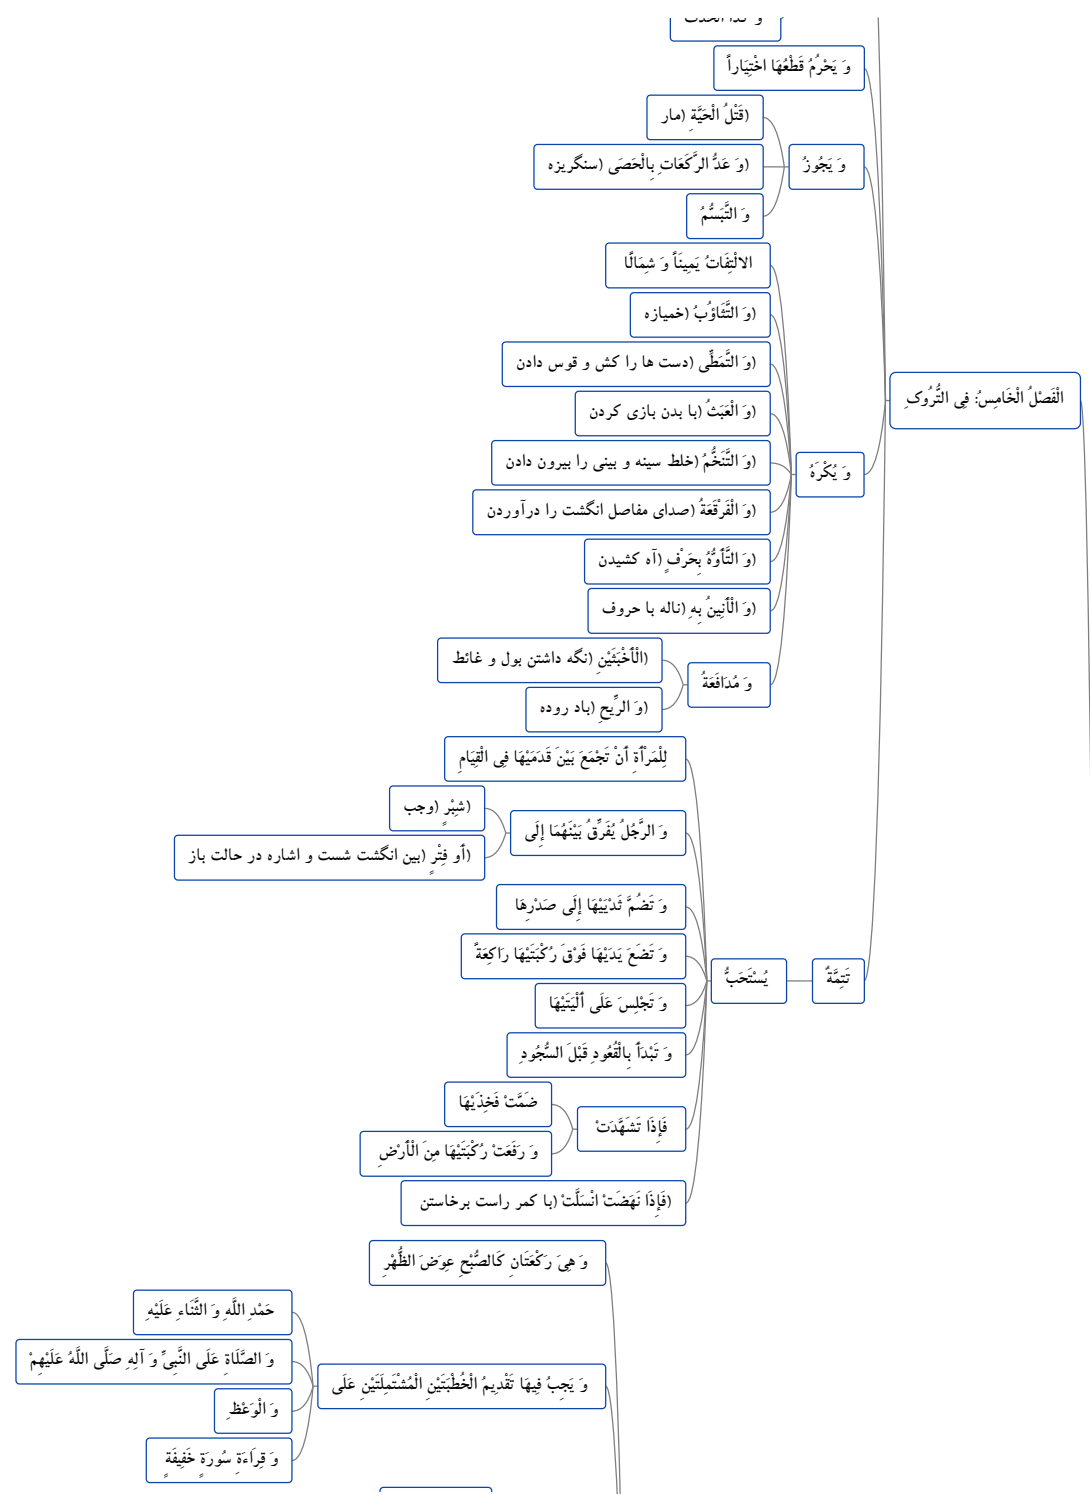 وَ يَحْرُمُ قَطْعُهَا اخْتِيَاراً
(قَتْلُ الْحَيَّةِ (مار
وَ يَجُوزُ
(وَ عَدُّ الرَّكَعَاتِ بِالْحَصَى (سنگریزه
وَ التَّبَسُّمُ
الالْتِفَاتُ يَمِينَاً وَ شِمَالًا
(وَ التَّثَاؤُبُ (خمیازه
(وَ التَّمَطِّی (دست ها را کش و قوس دادن
الْفَصْلُ الْخَامِسُ: فِی التُّرُوکِ
(وَ الْعَبَثُ (با بدن بازی کردن
(وَ التَّنَخُّمُ (خلط سینه و بینی را بیرون دادن
وَ يُكْرَهُ
(وَ الْفَرْقَعَةُ (صدای مفاصل انگشت را درآوردن
(وَ التَّأَوُّهُ بِحَرْفٍ (آه کشیدن
(وَ الْأَنِينُ بِهِ (ناله با حروف
(الْأَخْبَثَيْنِ (نگه داشتن بول و غائط
وَ مُدَافَعَةُ
(وَ الرِّيحِ (باد روده
لِلْمَرْأَةِ أَنْ تَجْمَعَ بَيْنَ قَدَمَيْهَا فِی الْقِيَامِ
(شِبْرٍ (وجب
وَ الرَّجُلُ يُفَرِّقُ بَيْنَهُمَا إِلَى
(أَو فِتْرٍ (بین انگشت شست و اشاره در حالت باز
وَ تَضُمَّ ثَدْيَيْهَا إِلَى صَدْرِهَا
وَ تَضَعَ يَدَيْهَا فَوْقَ رُكْبَتَيْهَا رَاكِعَةً
تَتِمَّةٌ
يُسْتَحَبُّ
وَ تَجْلِسَ عَلَى أَلْيَتَيْهَا
وَ تَبْدَأَ بِالْقُعُودِ قَبْلَ السُّجُودِ
ضَمَّتْ فَخِذَيْهَا
فَإِذَا تَشَهَّدَتْ
وَ رَفَعَتْ رُكْبَتَيْهَا مِنَ الْأَرْضِ
(فَإِذَا نَهَضَتْ انْسَلَّتْ (با کمر راست برخاستن
وَ هِیَ رَكْعَتَانِ كَالصُّبْحِ عِوَضَ الظُّهْرِ
حَمْدِ اللَّهِ وَ الثَّنَاءِ عَلَيْهِ
وَ الصَّلَاةِ عَلَى النَّبِیِّ وَ آلِهِ صَلَّى اللَّهُ عَلَيْهِمْ
وَ يَجِبُ فِيهَا تَقْدِيمُ الْخُطْبَتَيْنِ الْمُشْتَمِلَتَيْنِ عَلَى
وَ الْوَعْظِ
وَ قِرَاءَةِ سُورَةٍ خَفِيفَةٍ